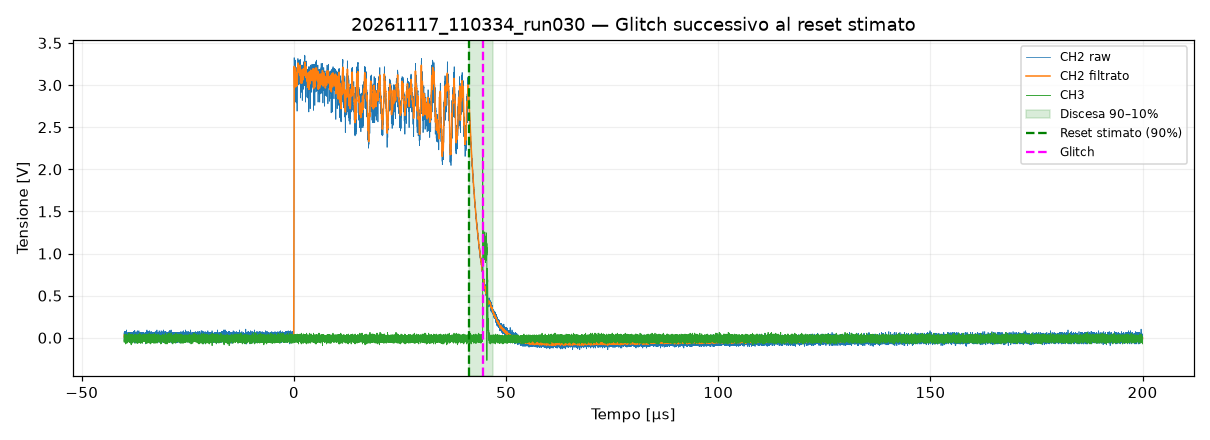 20261117_110334_run030 — Glitch successivo al reset stimato
Tensione [V]
3.5
3.0
2.5
2.0
1.5
1.0
0.5
0.0
CH2 raw
CH2 filtrato
CH3
Discesa 90–10%
Reset stimato (90%)
Glitch
−50
0
50
100
150
200
Tempo [µs]